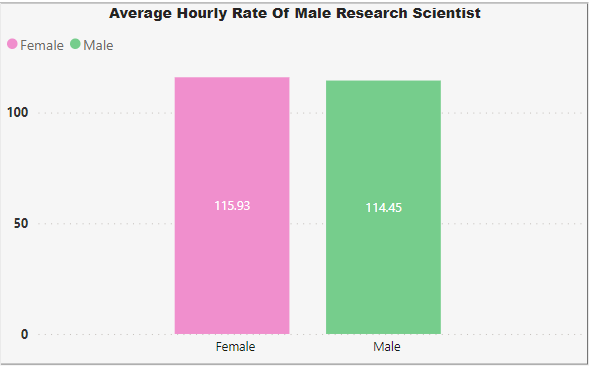 Average Hourly Rate Of Male Research Scientist
Female Male
100
50
0
115.93
114.45
Female Male